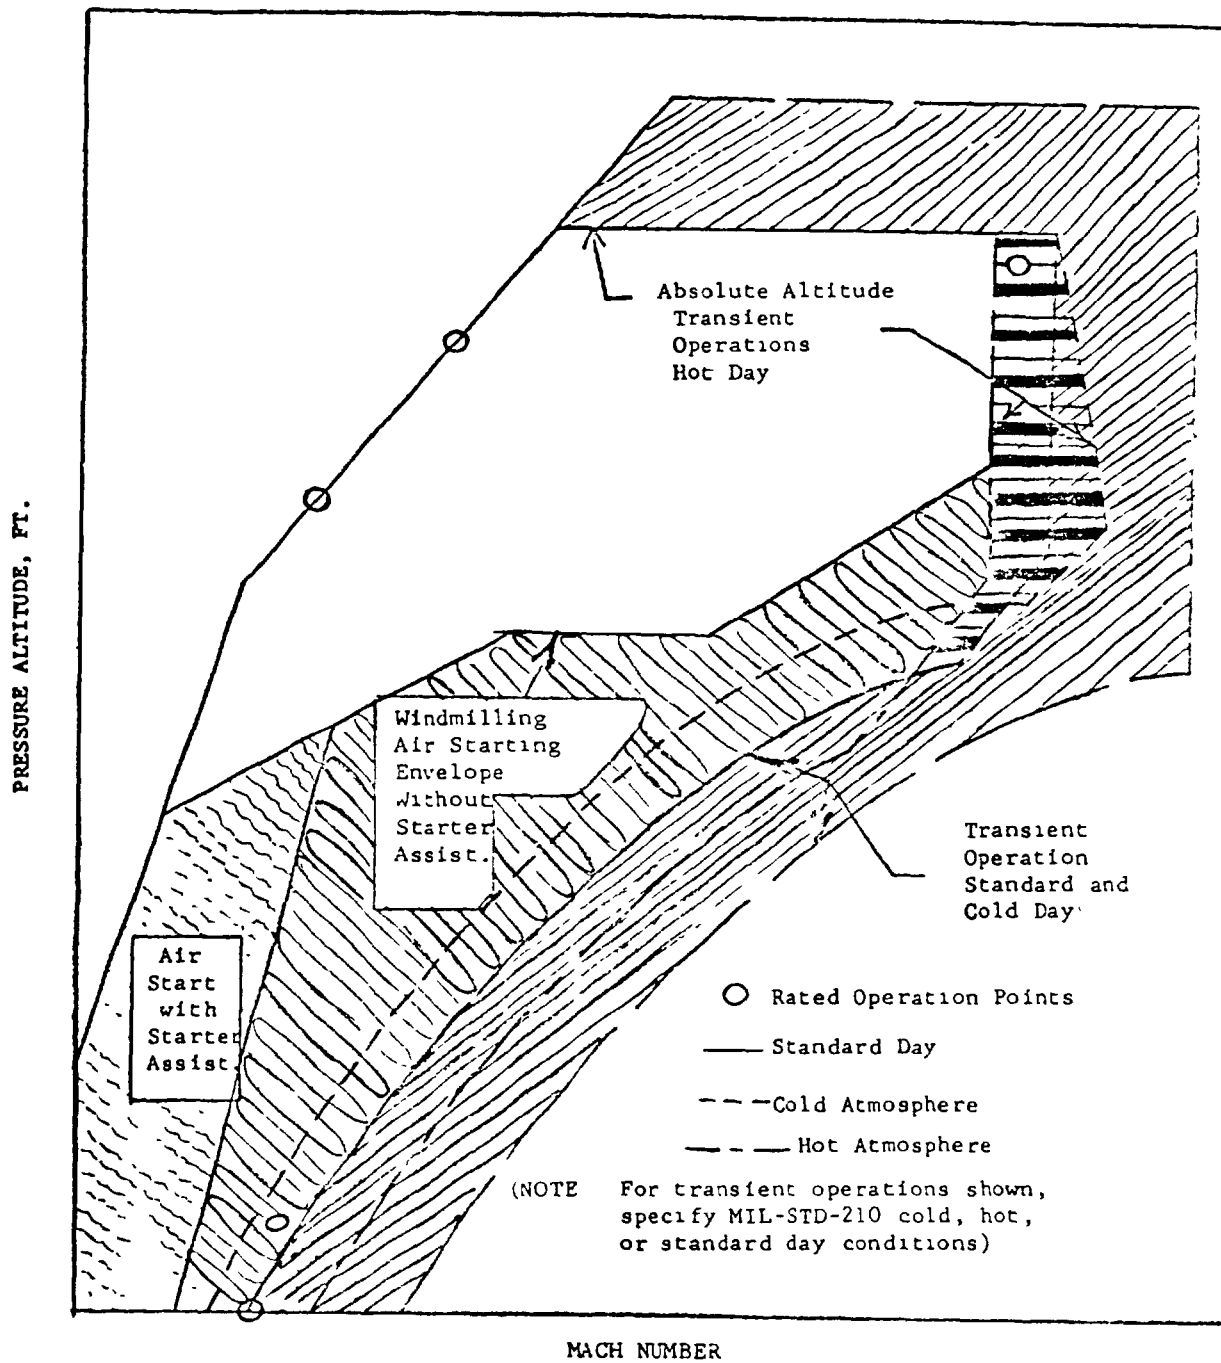 Absolute Altitude
Transient
Operations
Hot Day
PRESSURE ALTITUDE, FT.
Windmilling
Air Starting
Envelope
Without
Starter
Assist.
Transient
Operation
Standard and
Cold Day
Air
Start
with
Starter
Assist.
Rated Operation Points
Standard Day
Cold Atmosphere
Hot Atmosphere
(NOTE For transient operations shown,
specify MIL-STD-210 cold, hot,
or standard day conditions)
MACH NUMBER